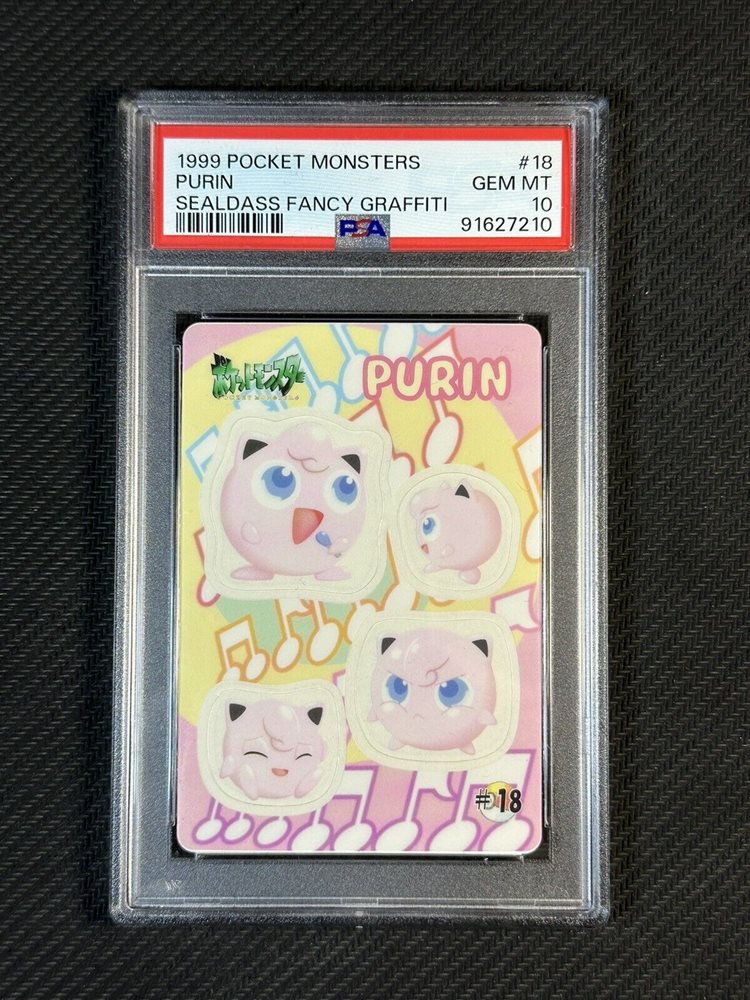 1999 POCKET MONSTERS #18
PURIN GEM MT
SEALDASS FANCY GRAFFITI 10
PSA 91627210
ポケットモンスター
POCKET MONSTERS
PURIN
#18